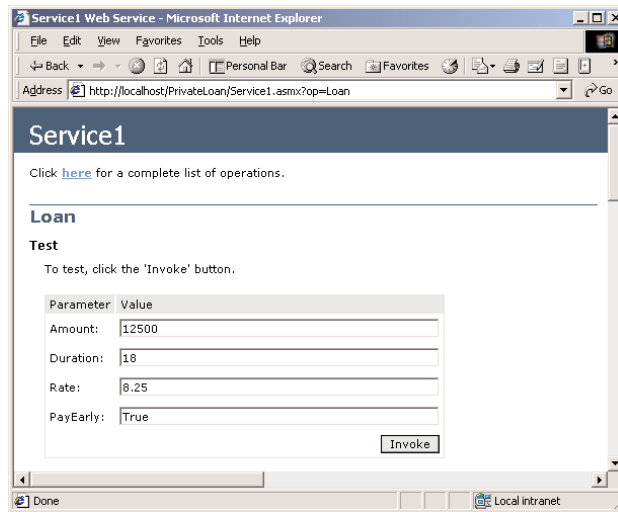 Service1 Web Service - Microsoft Internet Explorer
File Edit View Favorites Tools Help
Back Personal Bar Search Favorites
Address http://localhost/PrivateLoan/Service1.asmx?op=Loan Go
Service1
Click here for a complete list of operations.
Loan
Test
To test, click the 'Invoke' button.
Parameter Value
Amount: 12500
Duration: 18
Rate: 8.25
PayEarly: True
Invoke
Done Local intranet